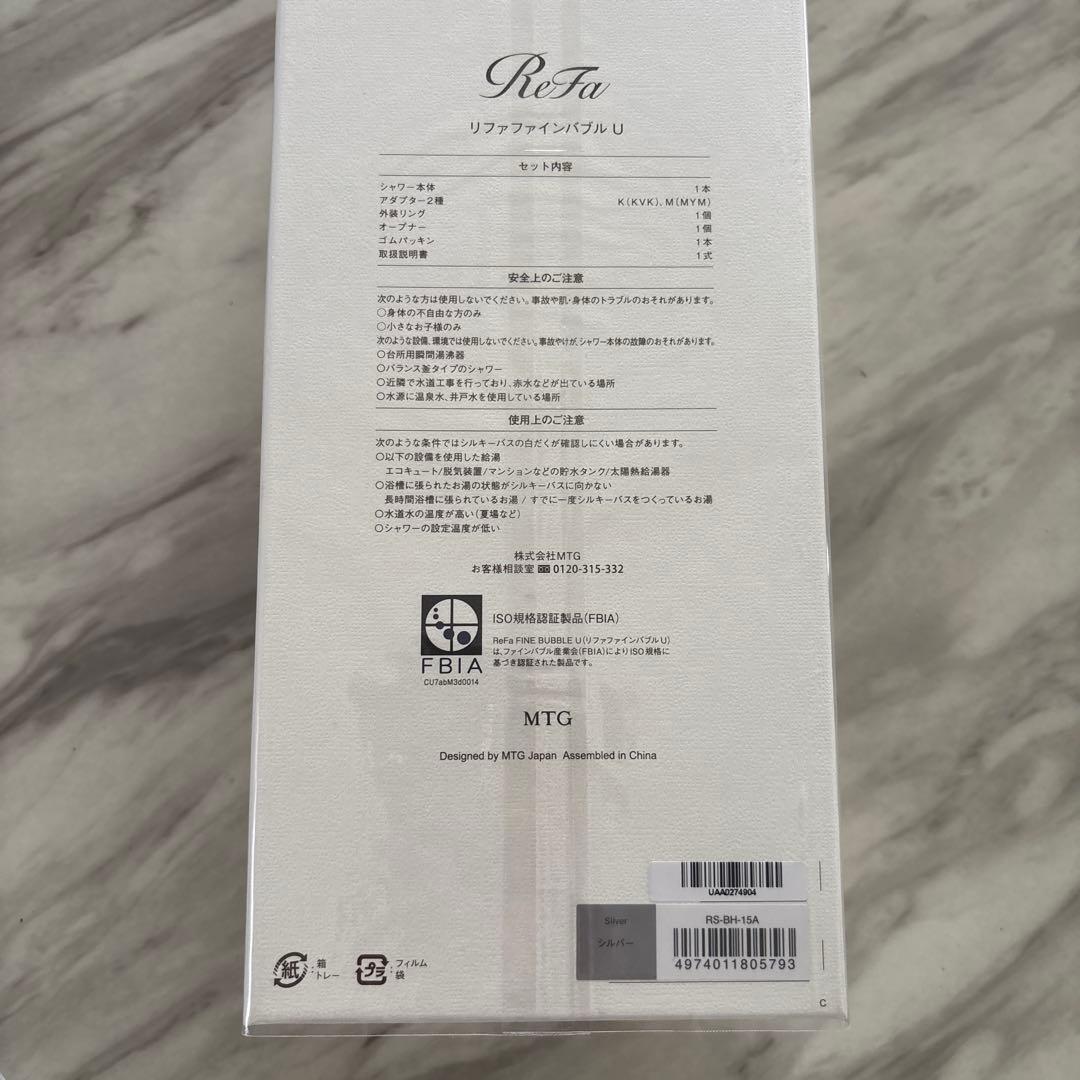 ReFa
リファファインバブル U
セット内容
シャワー本体 1本
アダプター2種 K(KVK)、M(MYM)
外装リング 1個
オープナー 1個
ゴムパッキン 1本
取扱説明書 1式
安全上のご注意
次のような方は使用しないでください。事故や肌・身体のトラブルのおそれがあります。
○身体の不自由な方のみ
○小さなお子様のみ
次のような設備、環境では使用しないでください。事故やけが、シャワー本体の故障のおそれがあります。
○台所用瞬間湯沸器
○バランス釜タイプのシャワー
○近隣で水道工事を行っており、赤水などが出ている場所
○水源に温泉水、井戸水を使用している場所
使用上のご注意
次のような条件ではシルキーバスの白だくが確認しにくい場合があります。
○以下の設備を使用した給湯
エコキュート/脱気装置/マンションなどの貯水タンク/太陽熱給湯器
○浴槽に張られたお湯の状態がシルキーバスに向かない
長時間浴槽に張られているお湯 / すでに一度シルキーバスをつくっているお湯
○水道水の温度が高い(夏場など)
○シャワーの設定温度が低い
株式会社MTG
お客様相談室 0120-315-332
ISO規格認証製品(FBIA)
ReFa FINE BUBBLE U(リファファインバブル U)
は、ファインバブル産業会(FBIA)によりISO規格に
基づき認証された製品です。
FBIA
CU7abM3d0014
MTG
Designed by MTG Japan Assembled in China
UAA0274904
Silver
シルバー
RS-BH-15A
4974011805793
紙
箱
トレー
プラ
フィルム
袋
C